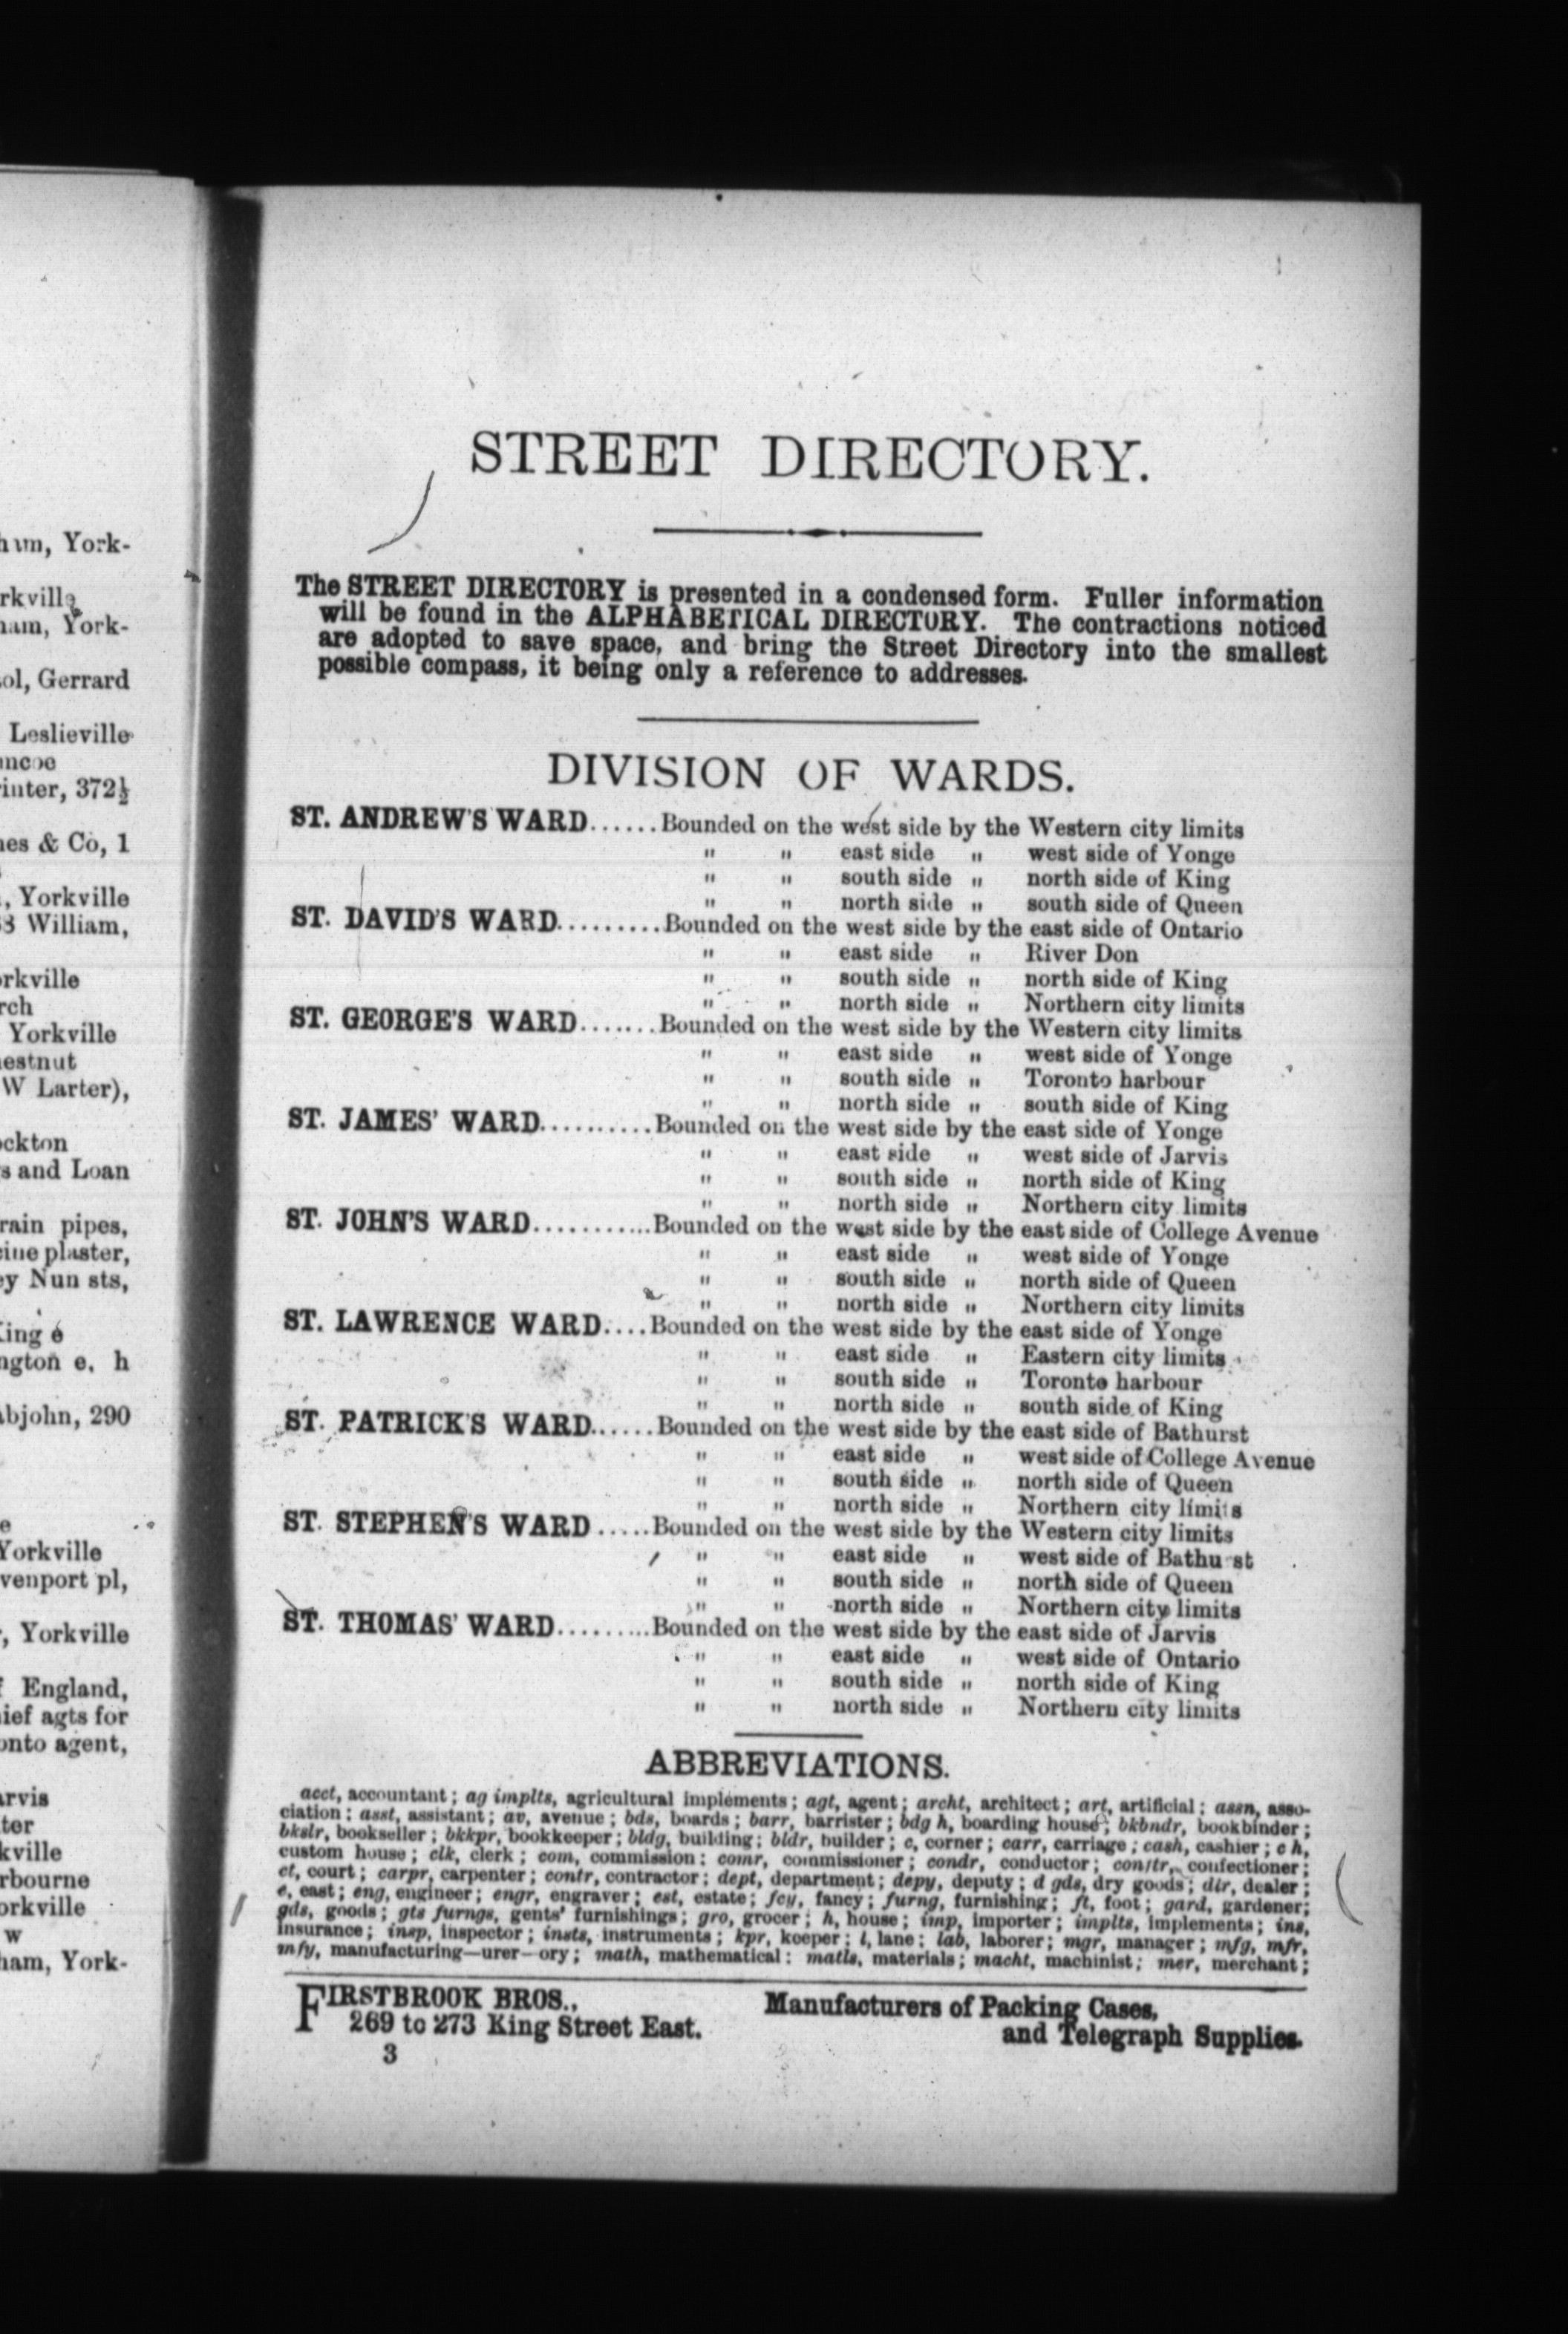 h m, York-
rkville
ham, York-
ol, Gerrard
Leslieville
ncoe
inter, 372½
es & Co, 1
, Yorkville
3 William,
rkville
rch
Yorkville
estnut
W Larter),
ockton
s and Loan
rain pipes,
cine plaster,
ey Nun sts,
King e
ngton e, h
abjohn, 290
e
Yorkville
venport pl,
, Yorkville
f England,
ief agts for
onto agent,
arvis
ter
kville
rbourne
orkville
w
ham, York-
STREET DIRECTORY.
The STREET DIRECTORY is presented in a condensed form. Fuller information
will be found in the ALPHABETICAL DIRECTORY. The contractions noticed
are adopted to save space, and bring the Street Directory into the smallest
possible compass, it being only a reference to addresses.
DIVISION OF WARDS.
ST. ANDREW'S WARD......Bounded on the west side by the Western city limits
" " east side " west side of Yonge
" " south side " north side of King
" " north side " south side of Queen
ST. DAVID'S WARD.........Bounded on the west side by the east side of Ontario
" " east side " River Don
" " south side " north side of King
" " north side " Northern city limits
ST. GEORGE'S WARD.......Bounded on the west side by the Western city limits
" " east side " west side of Yonge
" " south side " Toronto harbour
" " north side " south side of King
ST. JAMES' WARD..........Bounded on the west side by the east side of Yonge
" " east side " west side of Jarvis
" " south side " north side of King
" " north side " Northern city limits
ST. JOHN'S WARD...........Bounded on the west side by the east side of College Avenue
" " east side " west side of Yonge
" " south side " north side of Queen
" " north side " Northern city limits
ST. LAWRENCE WARD....Bounded on the west side by the east side of Yonge
" " east side " Eastern city limits
" " south side " Toronto harbour
" " north side " south side of King
ST. PATRICK'S WARD......Bounded on the west side by the east side of Bathurst
" " east side " west side of College Avenue
" " south side " north side of Queen
" " north side " Northern city limits
ST. STEPHEN'S WARD.....Bounded on the west side by the Western city limits
" " east side " west side of Bathu st
" " south side " north side of Queen
" " north side " Northern city limits
ST. THOMAS' WARD.........Bounded on the west side by the east side of Jarvis
" " east side " west side of Ontario
" " south side " north side of King
" " north side " Northern city limits
ABBREVIATIONS.
acct, accountant; ag implts, agricultural implements; agt, agent; archt, architect; art, artificial; assn, asso-
ciation; asst, assistant; av, avenue; bds, boards; barr, barrister; bdg h, boarding house; bkbndr, bookbinder;
bkslr, bookseller; bkkpr, bookkeeper; bldg, building; bldr, builder; c, corner; carr, carriage; cash, cashier; c h,
custom house; clk, clerk; com, commission; comr, commissioner; condr, conductor; conftr, confectioner;
ct, court; carpr, carpenter; contr, contractor; dept, department; depy, deputy; d gds, dry goods; dlr, dealer;
e, east; eng, engineer; engr, engraver; est, estate; fcy, fancy; furng, furnishing; ft, foot; gard, gardener;
gds, goods; gts furngs, gents' furnishings; gro, grocer; h, house; imp, importer; implts, implements; ins,
insurance; insp, inspector; insts, instruments; kpr, keeper; l, lane; lab, laborer; mgr, manager; mfg, mfr,
mfy, manufacturing—urer—ory; math, mathematical; matls, materials; macht, machinist; mer, merchant;
FIRSTBROOK BROS., Manufacturers of Packing Cases,
269 to 273 King Street East. and Telegraph Supplies.
3